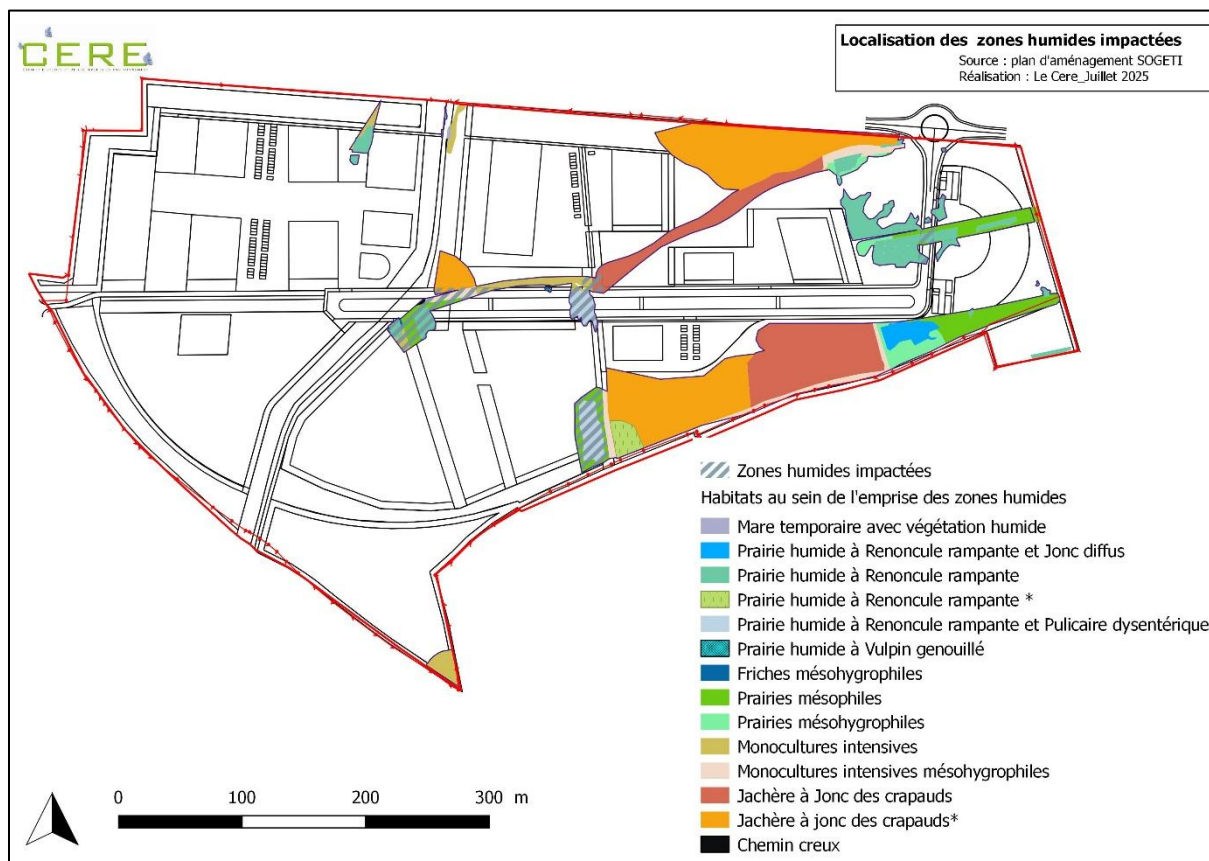 CERE
Localisation des zones humides impactées
Source : plan d'aménagement SOGETI
Réalisation : Le Cere_Juillet 2025
Zones humides impactées
Habitats au sein de l'emprise des zones humides
Mare temporaire avec végétation humide
Prairie humide à Renoncule rampante et Jonc diffus
Prairie humide à Renoncule rampante
Prairie humide à Renoncule rampante *
Prairie humide à Renoncule rampante et Pulicaire dysentérique
Prairie humide à Vulpin genouillé
Friches mésohygrophiles
Prairies mésophiles
Prairies mésohygrophiles
Monocultures intensives
Monocultures intensives mésohygrophiles
Jachère à Jonc des crapauds
Jachère à jonc des crapauds*
Chemin creux
0 100 200 300 m